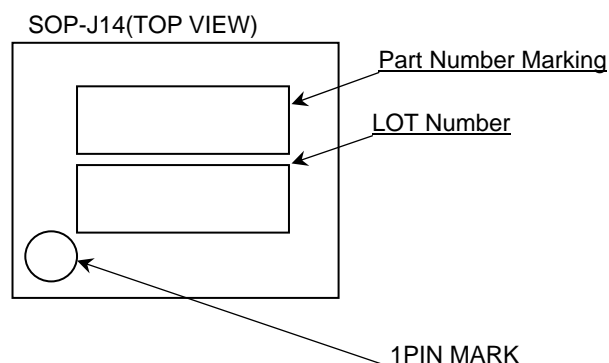 SOP-J14(TOP VIEW)
Part Number Marking
LOT Number
1PIN MARK